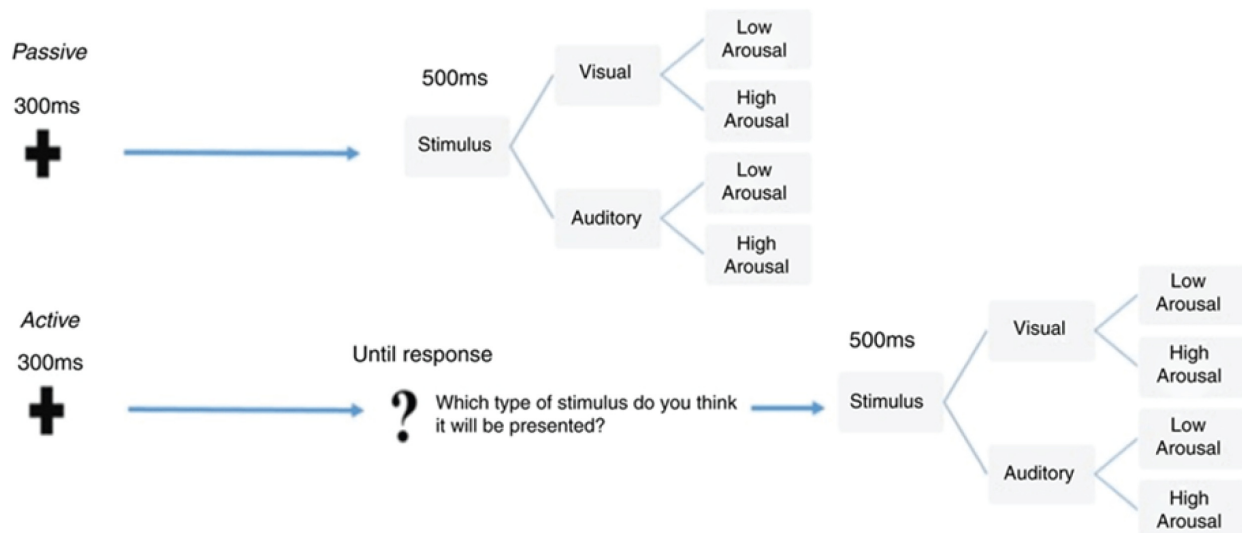 Passive
300ms
500ms
Stimulus
Visual
Low
Arousal
High
Arousal
Auditory
Low
Arousal
High
Arousal
Active
300ms
Until response
? Which type of stimulus do you think
it will be presented?
500ms
Stimulus
Visual
Low
Arousal
High
Arousal
Auditory
Low
Arousal
High
Arousal